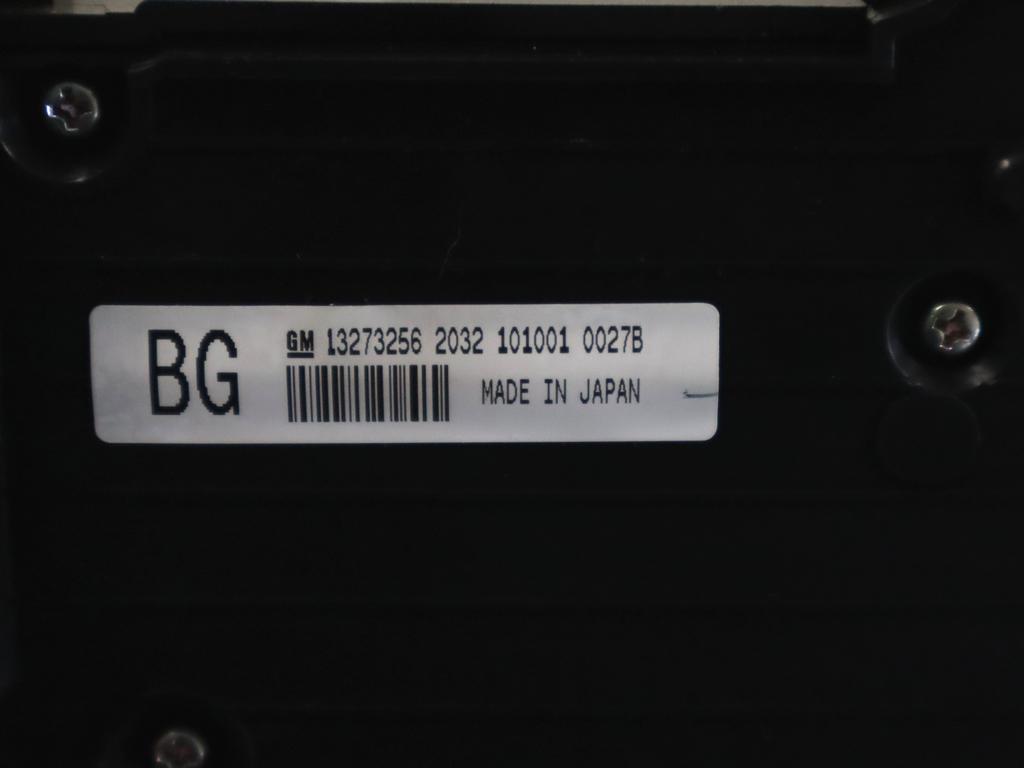 BG
GM 13273256 2032 101001 0027B
MADE IN JAPAN